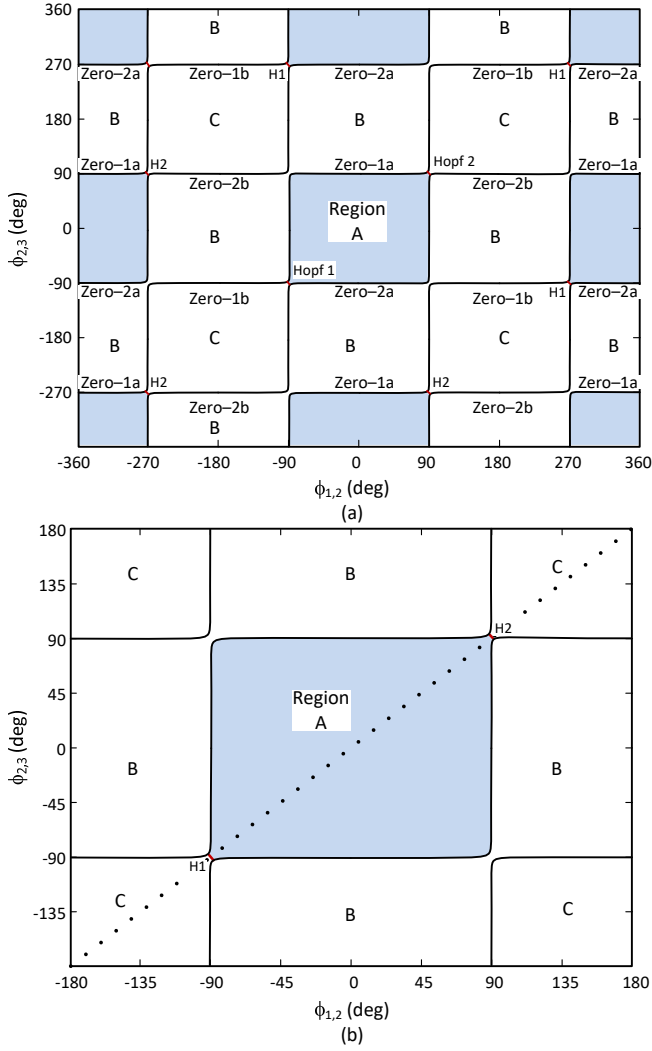 360
B
B
270
Zero–2a
Zero–1b
H1
Zero–2a
Zero–1b
H1
Zero–2a
180
B
C
B
C
B
90
Zero–1a
H2
Zero–2b
Zero–1a
Hopf 2
Zero–2b
Zero–1a
0
ϕ2,3 (deg)
B
Region
A
B
Hopf 1
-90
Zero–2a
Zero–1b
Zero–2a
Zero–1b
H1
Zero–2a
-180
B
C
B
C
B
-270
Zero–1a
H2
Zero–2b
Zero–1a
H2
Zero–2b
Zero–1a
B
-360 -270 -180 -90 0 90 180 270 360
ϕ1,2 (deg)
(a)
180
135
C
B
C
90
H2
45
Region
A
0
ϕ2,3 (deg)
B
B
-45
-90
H1
-135
C
B
C
-180 -135 -90 -45 0 45 90 135 180
ϕ1,2 (deg)
(b)